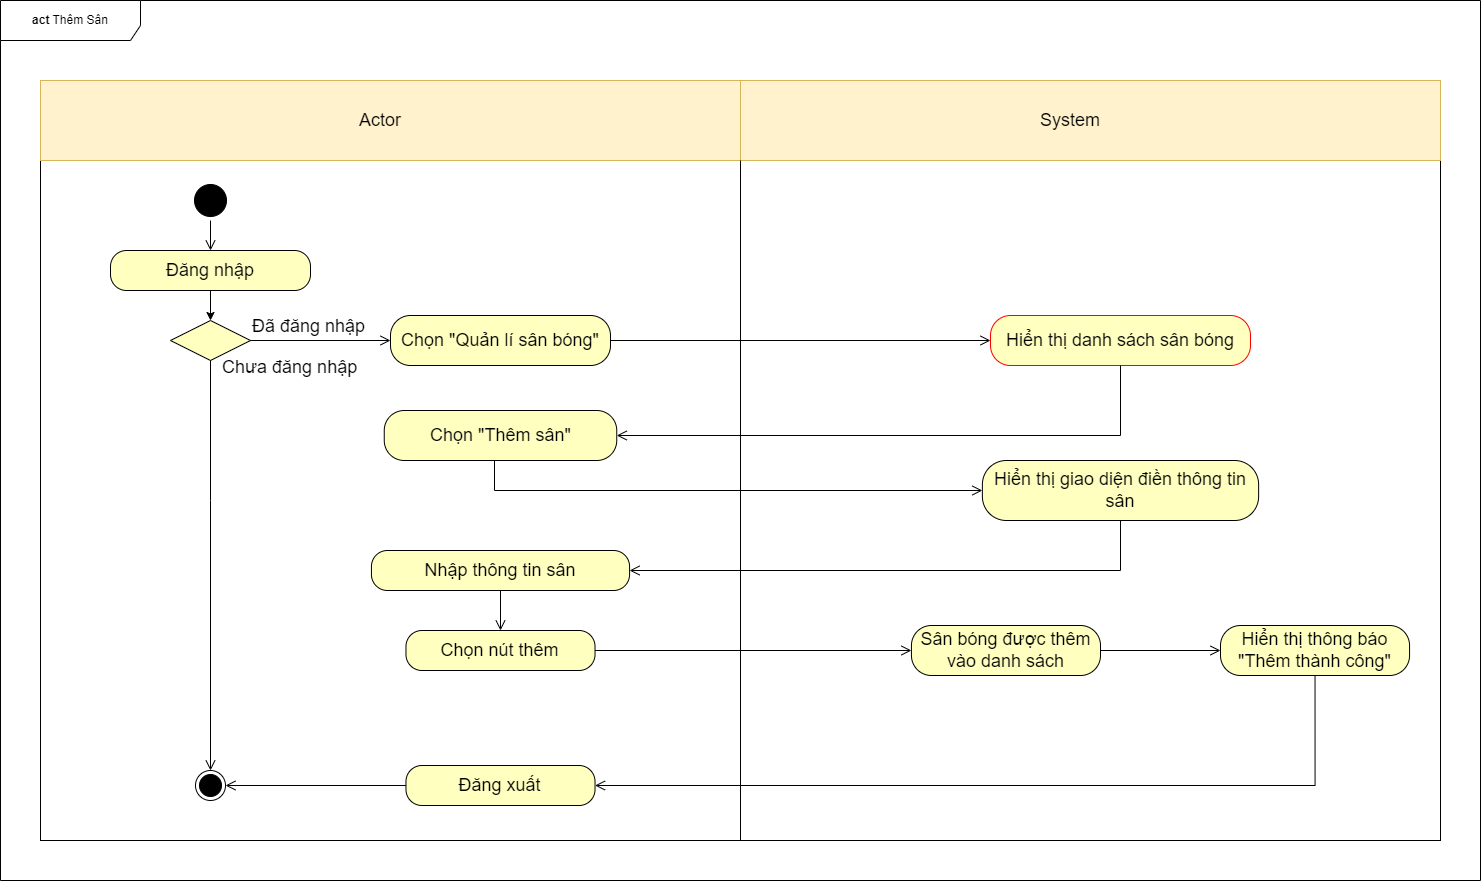 act Thêm Sân
Actor
System
Đăng nhập
Đã đăng nhập
Chưa đăng nhập
Chọn "Quản lí sân bóng"
Hiển thị danh sách sân bóng
Chọn "Thêm sân"
Hiển thị giao diện điền thông tin
sân
Nhập thông tin sân
Chọn nút thêm
Sân bóng được thêm
vào danh sách
Hiển thị thông báo
"Thêm thành công"
Đăng xuất